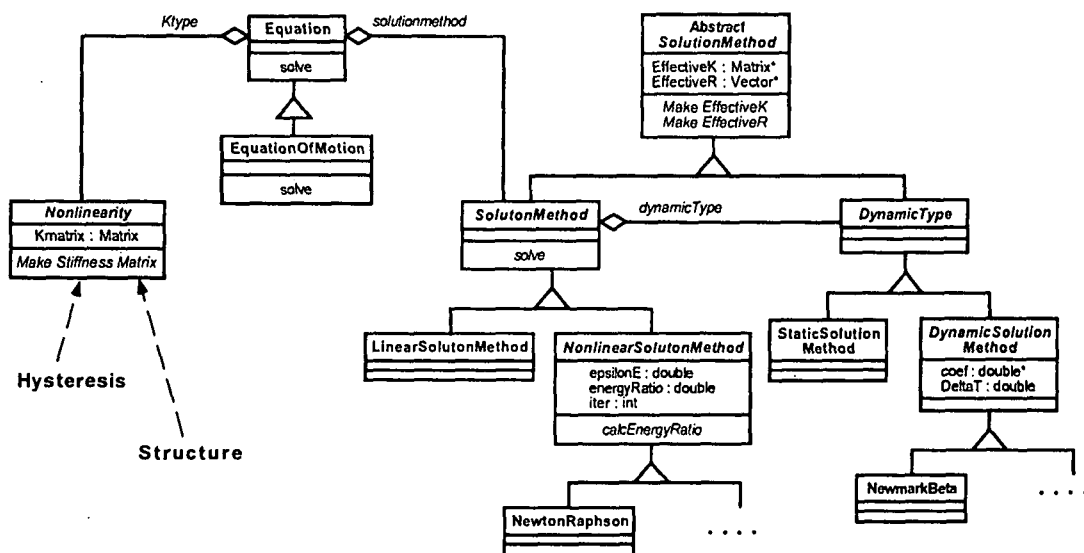 Ktype
Equation
solve
solutionmethod
EquationOfMotion
solve
Nonlinearity
Kmatrix : Matrix
Make Stiffness Matrix
Hysteresis
Structure
Abstract
SolutionMethod
EffectiveK : Matrix*
EffectiveR : Vector*
Make EffectiveK
Make EffectiveR
SolutonMethod
solve
dynamicType
DynamicType
LinearSolutonMethod
NonlinearSolutonMethod
epsilonE : double
energyRatio : double
iter : int
calcEnergyRatio
StaticSolution
Method
DynamicSolution
Method
coef : double*
DeltaT : double
NewtonRaphson
. . . .
NewmarkBeta
. . . .